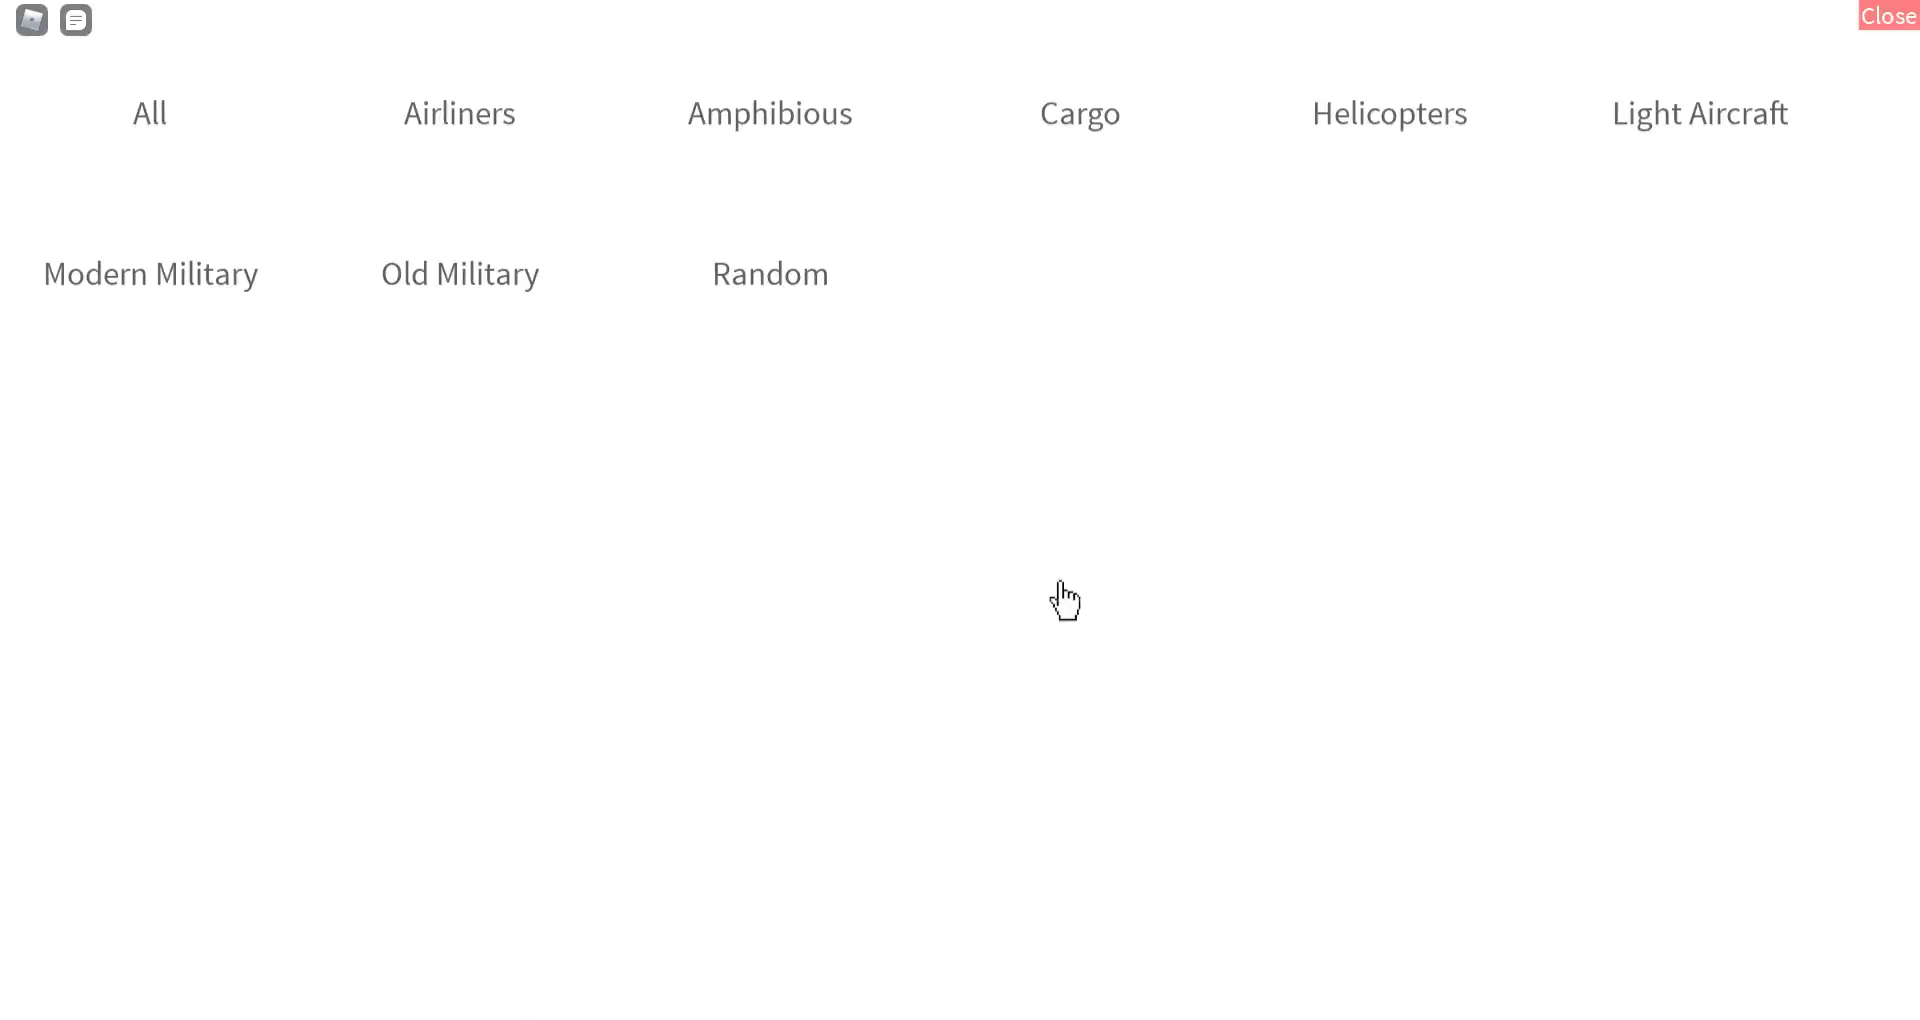 Close
All Airliners Amphibious Cargo Helicopters Light Aircraft
Modern Military Old Military Random